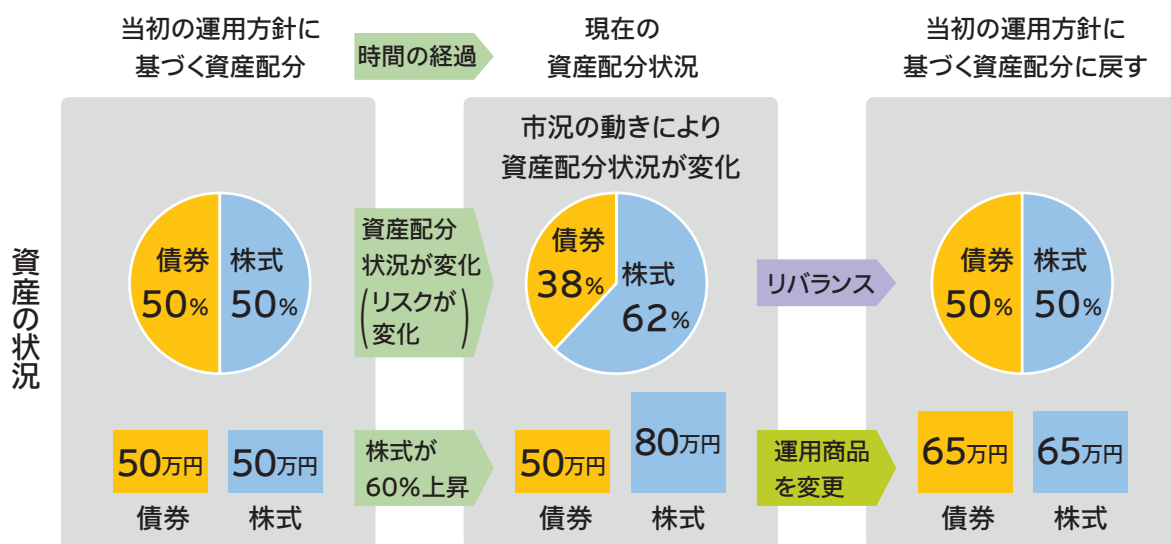 当初の運用方針に
基づく資産配分
時間の経過
現在の
資産配分状況
当初の運用方針に
基づく資産配分に戻す
資産の状況
債券
50%
株式
50%
資産配分
状況が変化
(リスクが
変化)
市況の動きにより
資産配分状況が変化
債券
38%
株式
62%
リバランス
債券
50%
株式
50%
50万円
債券
50万円
株式
株式が
60%上昇
50万円
債券
80万円
株式
運用商品
を変更
65万円
債券
65万円
株式